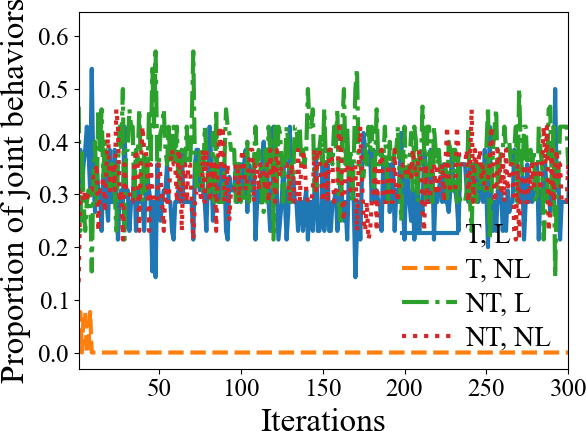 Proportion of joint behaviors
0.6
0.5
0.4
0.3
0.2
0.1
0.0
T, L
T, NL
NT, L
NT, NL
50 100 150 200 250 300
Iterations